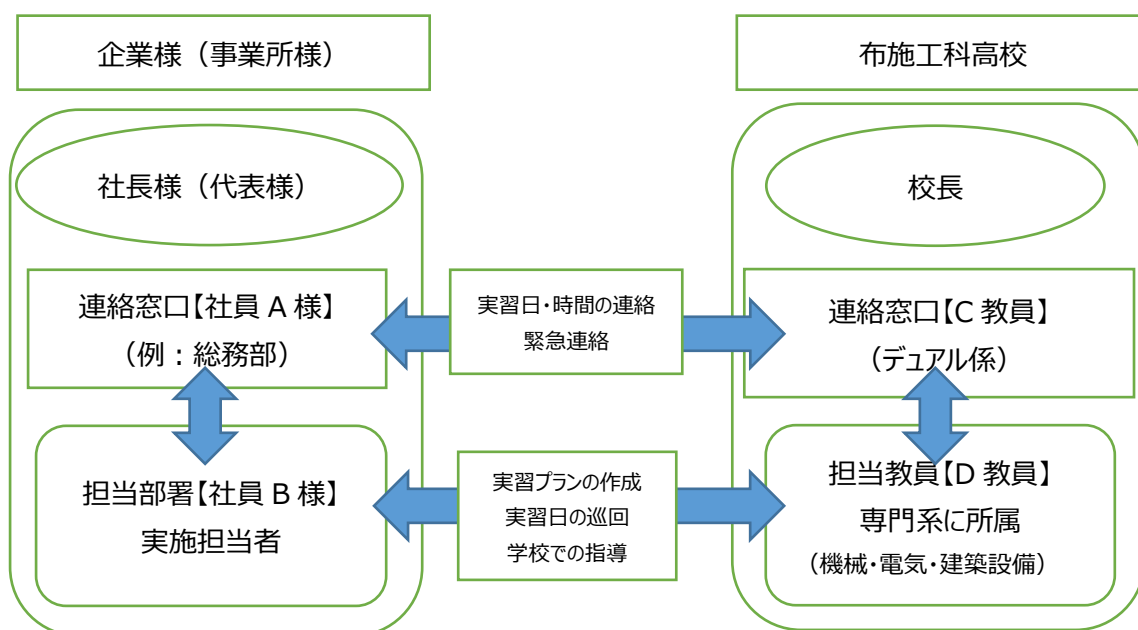 企業様（事業所様）
布施工科高校
社長様（代表様）
校長
連絡窓口【社員 A 様】
（例：総務部）
実習日・時間の連絡
緊急連絡
連絡窓口【C 教員】
（デュアル係）
担当部署【社員 B 様】
実施担当者
実習プランの作成
実習日の巡回
学校での指導
担当教員【D 教員】
専門系に所属
（機械・電気・建築設備）